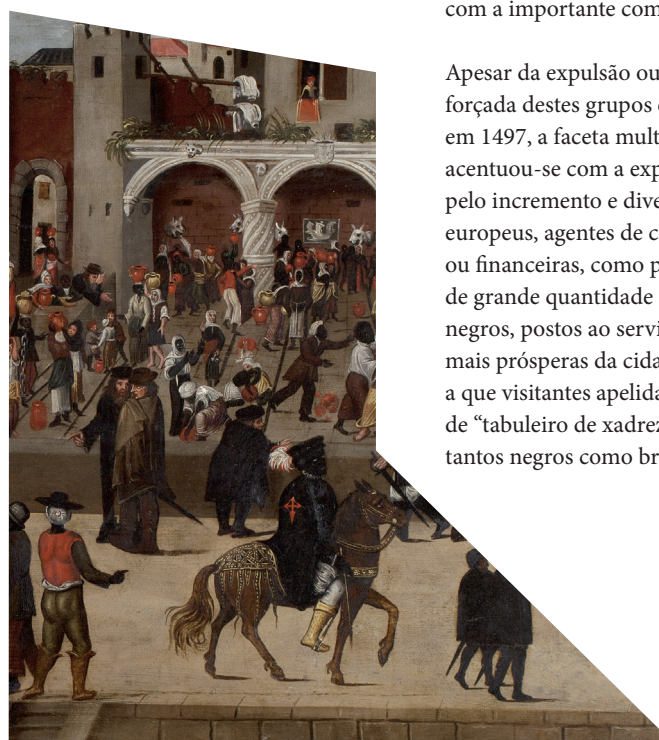 com a importante com
Apesar da expulsão ou
forçada destes grupos
em 1497, a faceta mult
acentuou-se com a exp
pelo incremento e dive
europeus, agentes de c
ou financeiras, como p
de grande quantidade
negros, postos ao servi
mais prósperas da cida
a que visitantes apelida
de “tabuleiro de xadrez
tantos negros como br